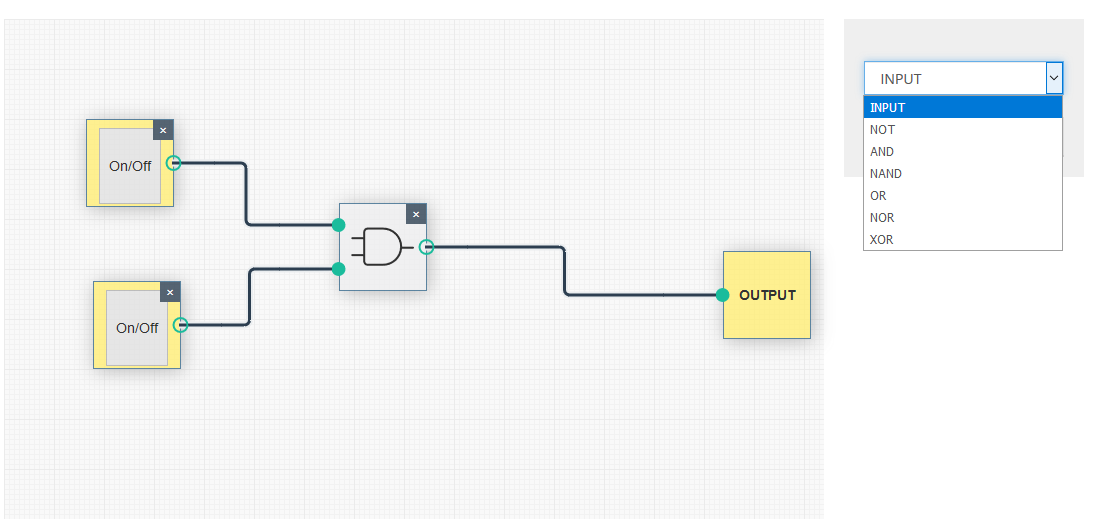 On/Off
On/Off
OUTPUT
INPUT
INPUT
NOT
AND
NAND
OR
NOR
XOR